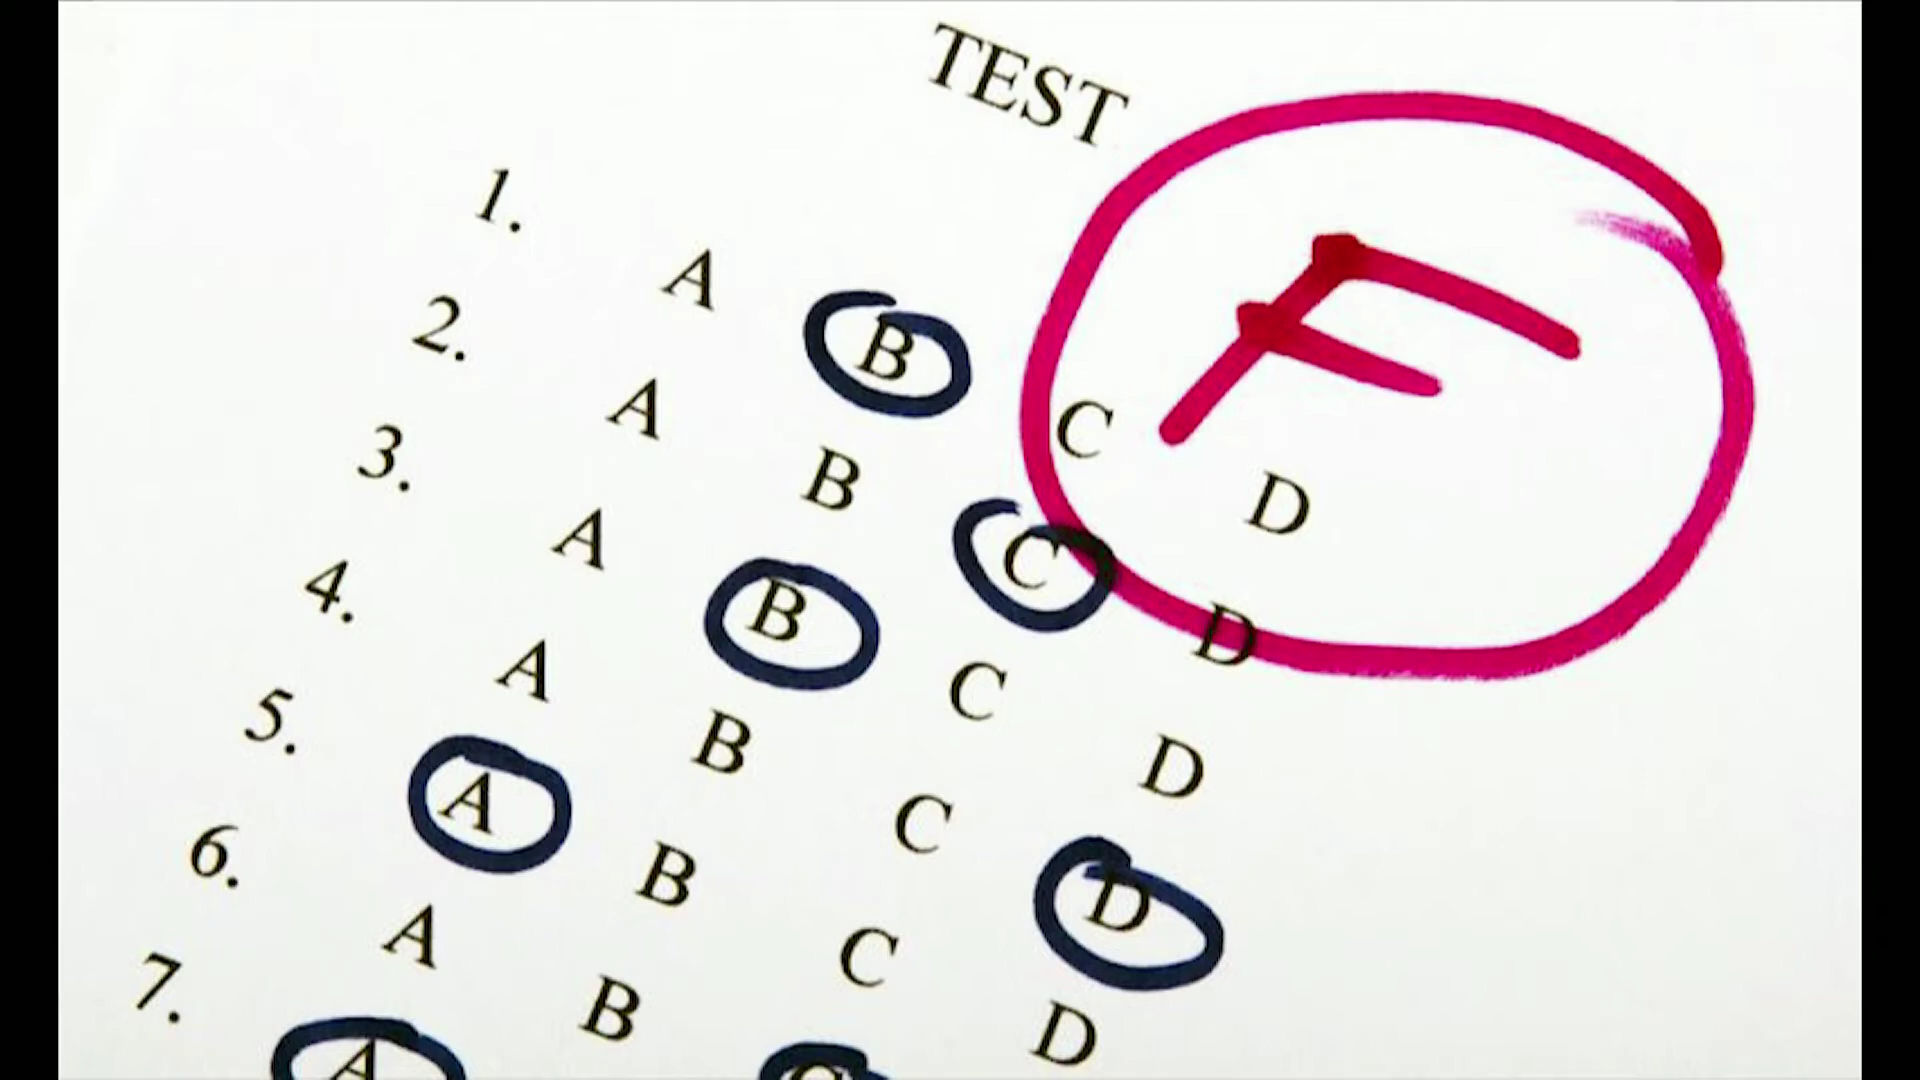 TEST
F
1. A B C D
2. A B C D
3. A B C D
4. A B C D
5. A B C D
6. A B C
7. A